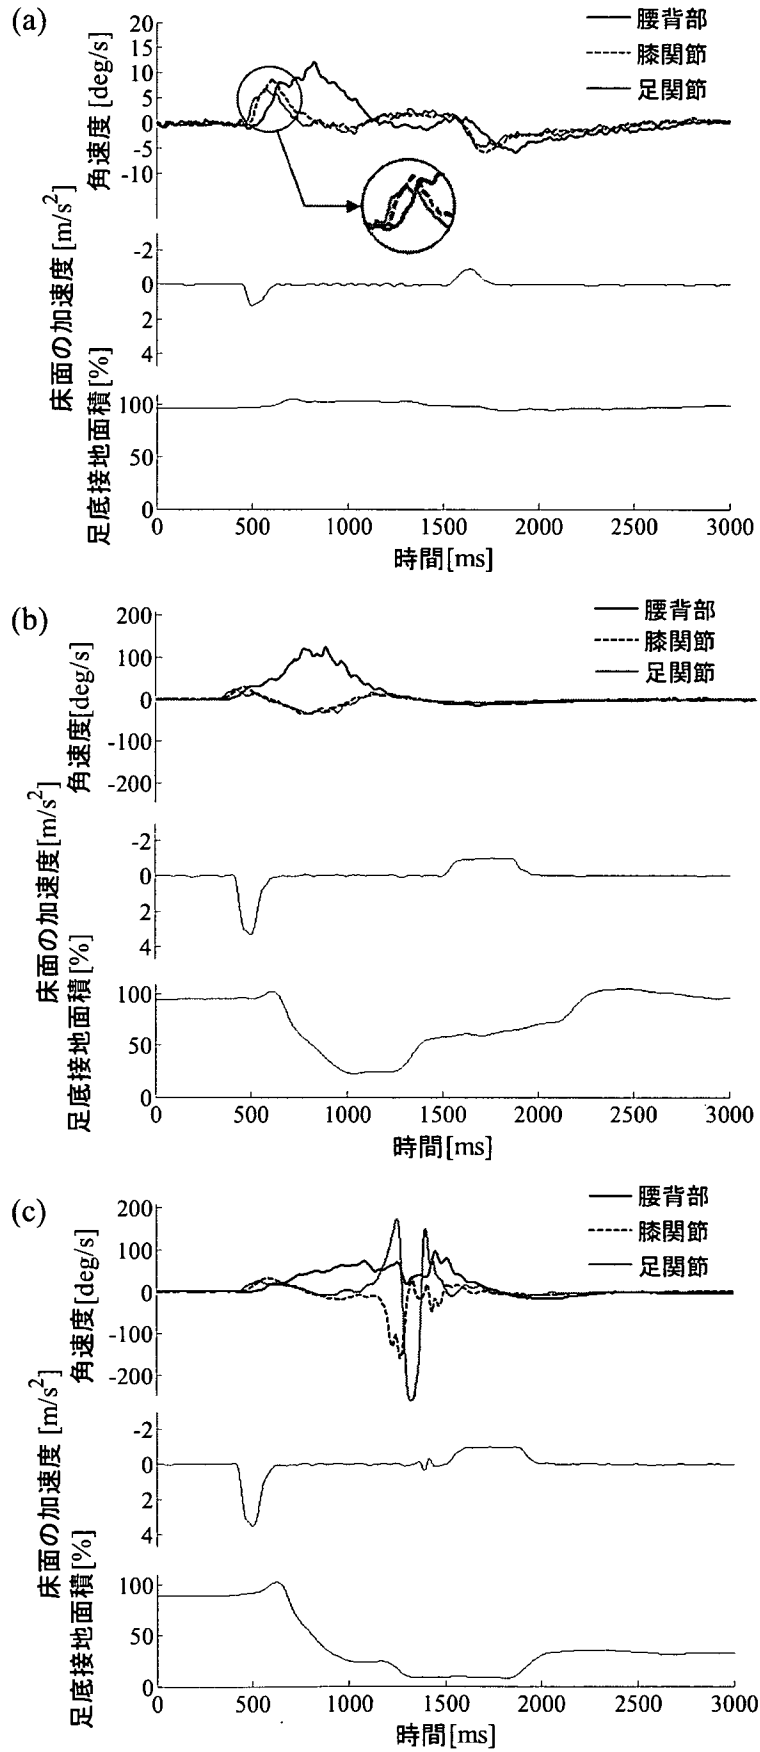 (a)
腰背部
膝関節
足関節
角速度 [deg/s]
20
15
10
5
0
-5
-10
床面の加速度 [m/s²]
-2
0
2
4
足底接地面積[%]
100
50
0
0 500 1000 1500 2000 2500 3000
時間[ms]
(b)
腰背部
膝関節
足関節
角速度[deg/s]
200
100
0
-100
-200
床面の加速度[m/s²]
-2
0
2
4
足底接地面積[%]
100
50
0
0 500 1000 1500 2000 2500 3000
時間[ms]
(c)
腰背部
膝関節
足関節
角速度[deg/s]
200
100
0
-100
-200
床面の加速度 [m/s²]
-2
0
2
4
足底接地面積[%]
100
50
0
0 500 1000 1500 2000 2500 3000
時間[ms]